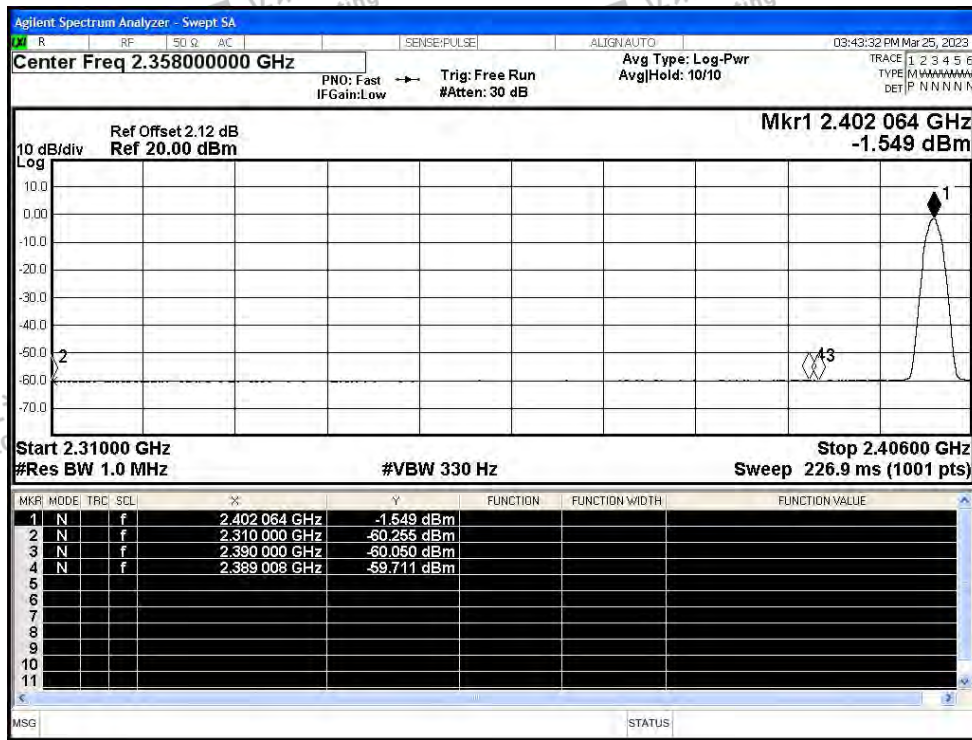 Agilent Spectrum Analyzer - Swept SA
R RF 50 Ω AC SENSE:PULSE ALIGN AUTO 03:43:32 PM Mar 25, 2023
Center Freq 2.358000000 GHz
PNO: Fast
IFGain:Low
Trig: Free Run
#Atten: 30 dB
Avg Type: Log-Pwr
Avg|Hold: 10/10
TRACE 1 2 3 4 5 6
TYPE M
DET P N N N N N
Mkr1 2.402 064 GHz
-1.549 dBm
Ref Offset 2.12 dB
10 dB/div Ref 20.00 dBm
Log
1
10.0
0.00
-10.0
-20.0
-30.0
-40.0
-50.0
2
43
-60.0
-70.0
Start 2.31000 GHz Stop 2.40600 GHz
#Res BW 1.0 MHz #VBW 330 Hz Sweep 226.9 ms (1001 pts)
MKR MODE TRC SCL X Y FUNCTION FUNCTION WIDTH FUNCTION VALUE
1 N f 2.402 064 GHz -1.549 dBm
2 N f 2.310 000 GHz -60.255 dBm
3 N f 2.390 000 GHz -60.050 dBm
4 N f 2.389 008 GHz -59.711 dBm
5
6
7
8
9
10
11
MSG STATUS